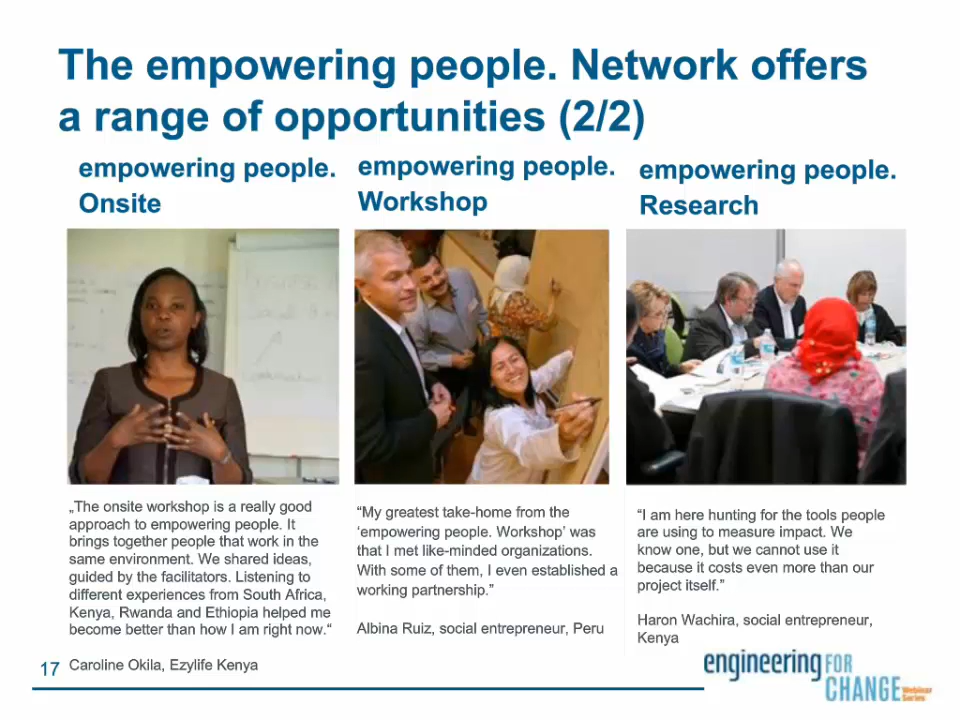 The empowering people. Network offers
a range of opportunities (2/2)
empowering people.
Onsite
empowering people.
Workshop
empowering people.
Research
„The onsite workshop is a really good
approach to empowering people. It
brings together people that work in the
same environment. We shared ideas,
guided by the facilitators. Listening to
different experiences from South Africa,
Kenya, Rwanda and Ethiopia helped me
become better than how I am right now.“
Caroline Okila, Ezylife Kenya
“My greatest take-home from the
‘empowering people. Workshop’ was
that I met like-minded organizations.
With some of them, I even established a
working partnership.”
Albina Ruiz, social entrepreneur, Peru
“I am here hunting for the tools people
are using to measure impact. We
know one, but we cannot use it
because it costs even more than our
project itself.”
Haron Wachira, social entrepreneur,
Kenya
17
engineering FOR
CHANGE Webinar
Series